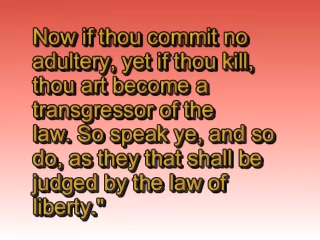 Now if thou commit no
adultery, yet if thou kill,
thou art become a
transgressor of the
law. So speak ye, and so
do, as they that shall be
judged by the law of
liberty."